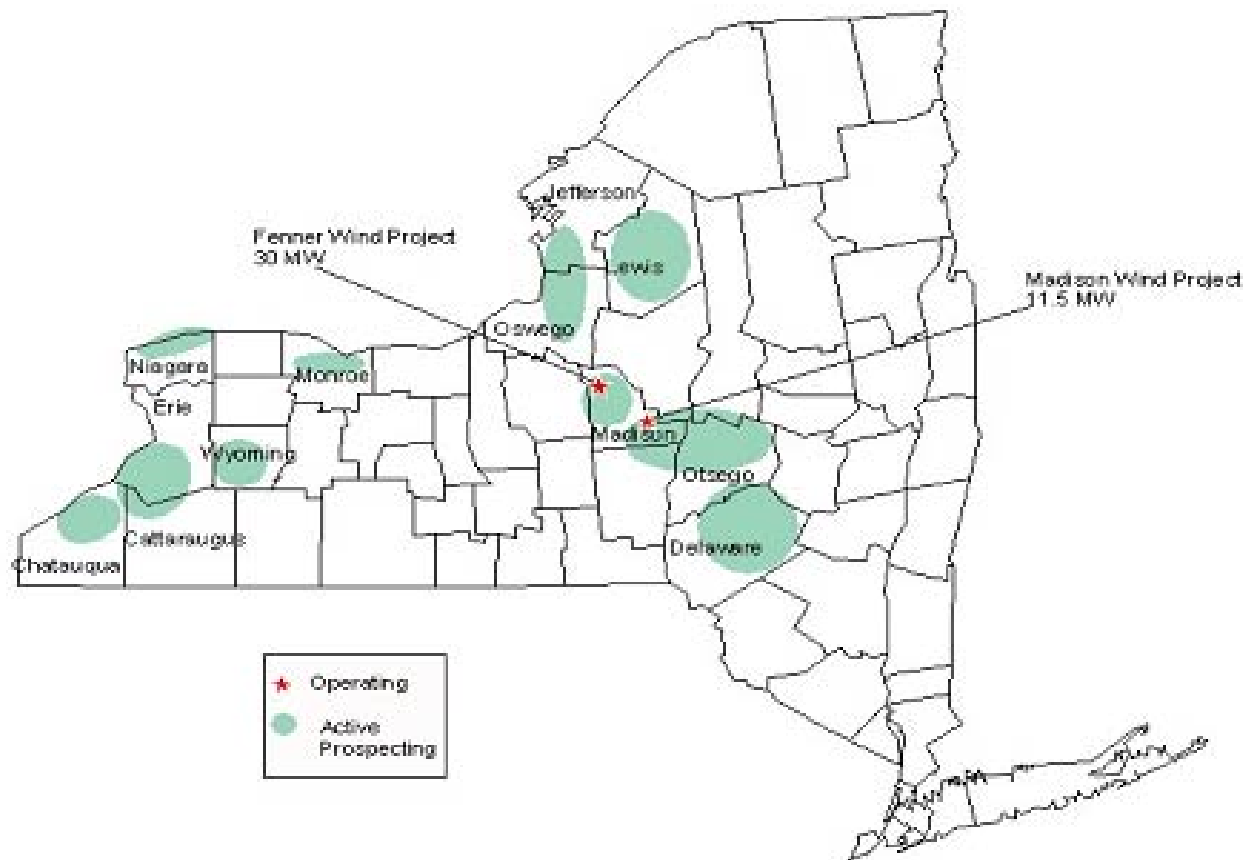 Jefferson
Fenner Wind Project
30 MW
Lewis
Madison Wind Project
11.5 MW
Oswego
Niagara
Monroe
Erie
Madison
Wyoming
Otsego
Cattaraugus
Delaware
Chatauqua
Operating
Active
Prospecting